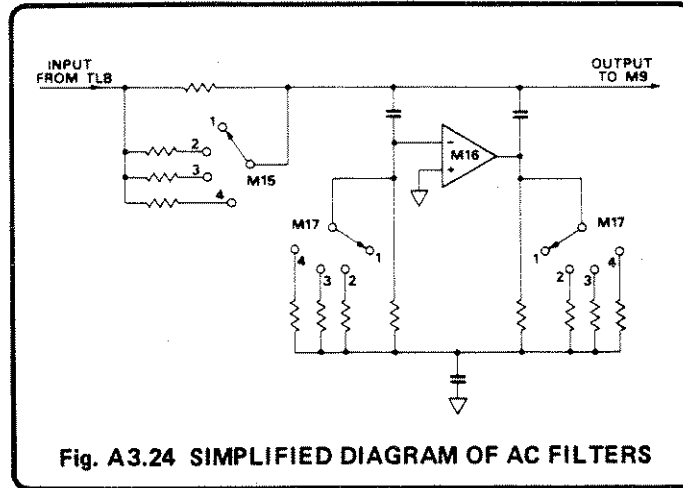 INPUT
FROM TLB
OUTPUT
TO M9
1
2
3
4
M15
M16
−
+
M17
1
2
3
4
M17
1
2
3
4
Fig. A3.24 SIMPLIFIED DIAGRAM OF AC FILTERS